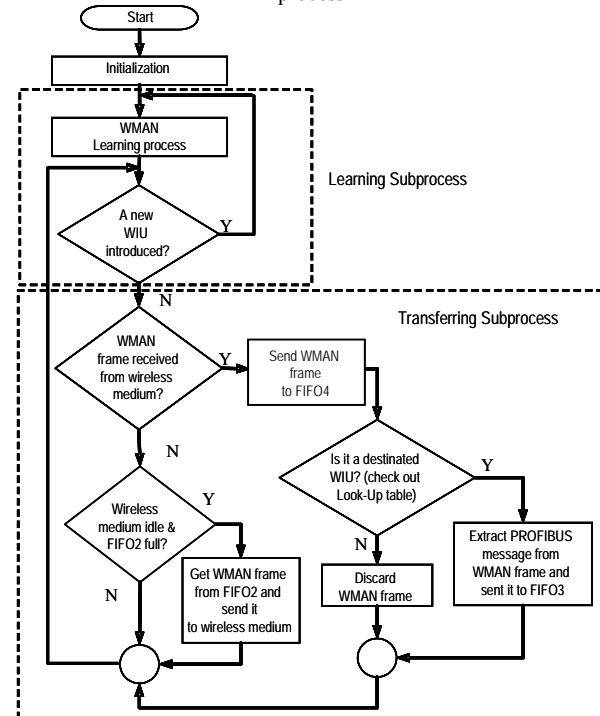 process
Start
Initialization
WMAN
Learning process
Learning Subprocess
A new
WIU
introduced?
Y
N
Transferring Subprocess
WMAN
frame received
from wireless
medium?
Y
Send WMAN
frame
to FIFO4
N
Is it a destinated
WIU? (check out
Look-Up table)
Y
Wireless
medium idle &
FIFO2 full?
Y
N
Extract PROFIBUS
message from
WMAN frame and
sent it to FIFO3
Get WMAN frame
from FIFO2 and
send it
to wireless medium
Discard
WMAN frame
N